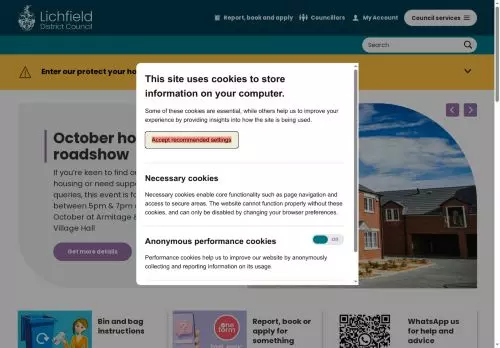 Lichfield
District Council
Report, book and apply
Councillors
My Account
Council services
Search
Enter our protect your ho
This site uses cookies to store
information on your computer.
Some of these cookies are essential, while others help us to improve your
experience by providing insights into how the site is being used.
Accept recommended settings
Necessary cookies
Necessary cookies enable core functionality such as page navigation and
access to secure areas. The website cannot function properly without these
cookies, and can only be disabled by changing your browser preferences.
Anonymous performance cookies
Off
Performance cookies help us to improve our website by anonymously
collecting and reporting information on its usage.
October ho
roadshow
If you're keen to find ou
housing or need suppo
queries, this event is fo
between 5pm & 7pm o
October at Armitage &
Village Hall
Get more details
Bin and bag
instructions
one
form
Report, book or
apply for
something
WhatsApp us
for help and
advice